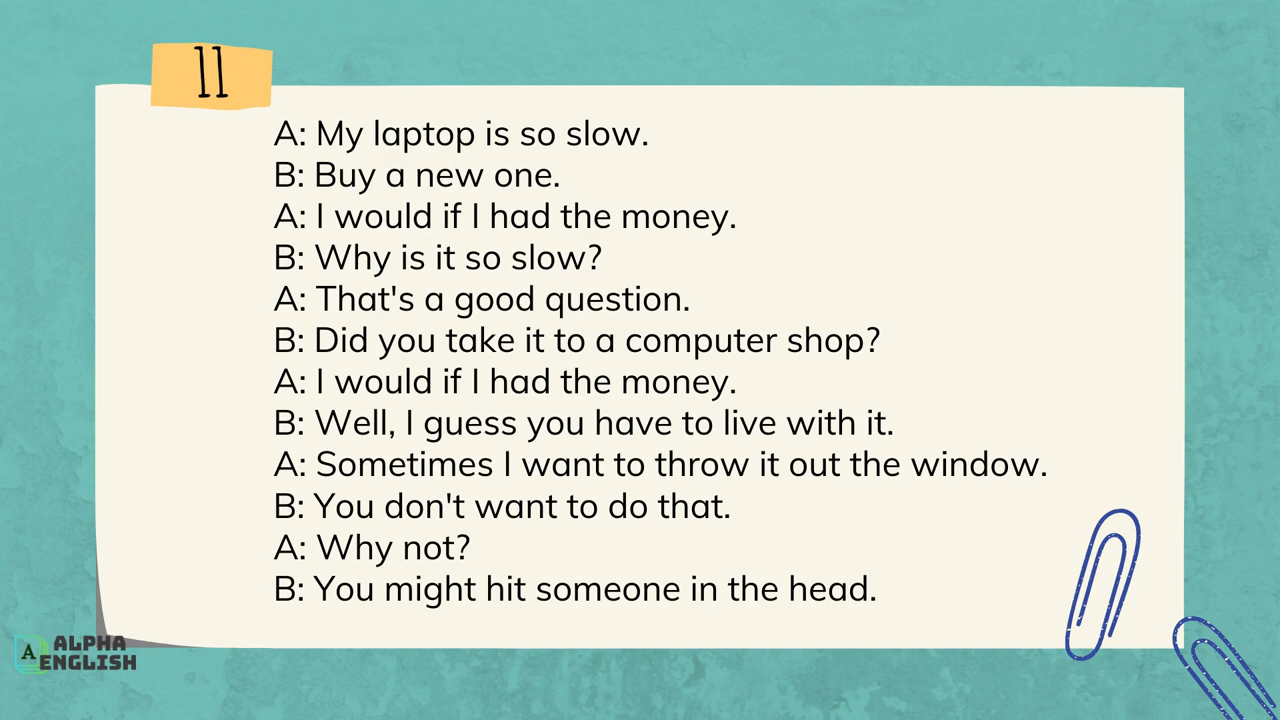 11
A: My laptop is so slow.
B: Buy a new one.
A: I would if I had the money.
B: Why is it so slow?
A: That's a good question.
B: Did you take it to a computer shop?
A: I would if I had the money.
B: Well, I guess you have to live with it.
A: Sometimes I want to throw it out the window.
B: You don't want to do that.
A: Why not?
B: You might hit someone in the head.
A
ALPHA
ENGLISH